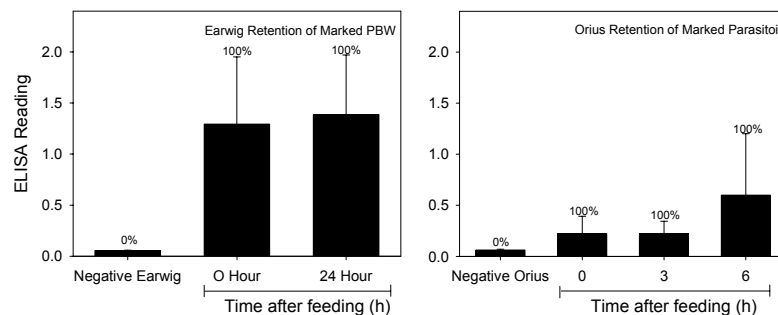 Earwig Retention of Marked PBW
2.0
1.5
1.0
0.5
0.0
ELISA Reading
0%
100%
100%
Negative Earwig
O Hour
24 Hour
Time after feeding (h)
Orius Retention of Marked Parasitoi
2.0
1.5
1.0
0.5
0.0
0%
100%
100%
100%
Negative Orius
0
3
6
Time after feeding (h)